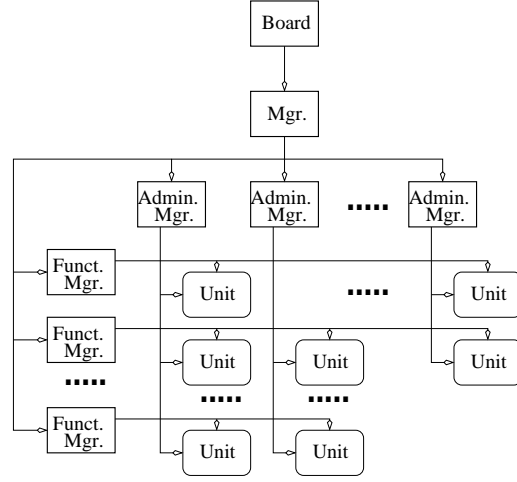 Board
Mgr.
Admin.
Mgr.
Admin.
Mgr.
.....
Admin.
Mgr.
Funct.
Mgr.
Unit
.....
Unit
Funct.
Mgr.
Unit
Unit
Unit
.....
.....
.....
Funct.
Mgr.
Unit
Unit